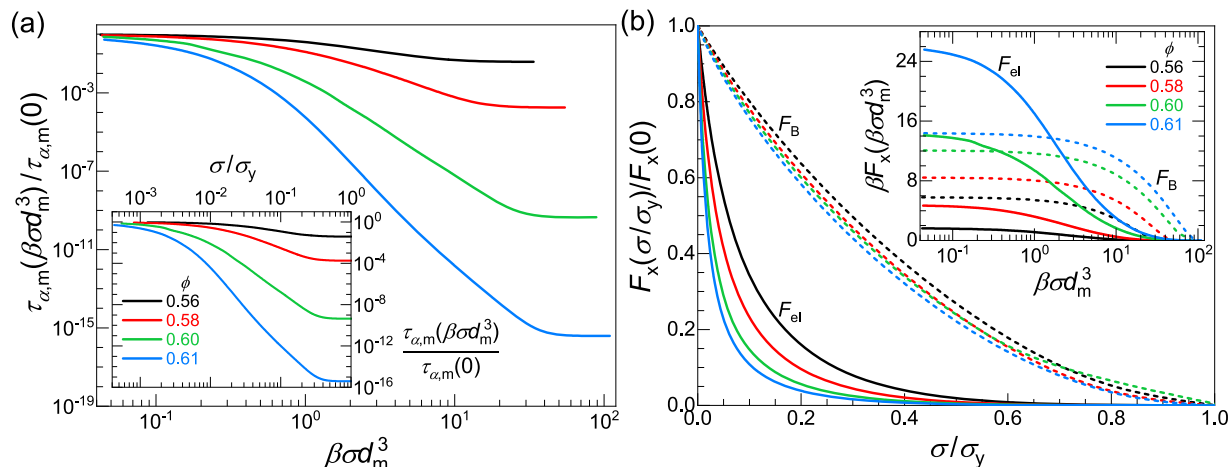 (a)
τα,m(βσd³m)/τα,m(0)
10⁻³
10⁻⁷
10⁻¹¹
10⁻¹⁵
10⁻¹⁹
10⁻¹ 10⁰ 10¹ 10²
βσd³m
σ/σy
10⁻³ 10⁻² 10⁻¹ 10⁰
10⁰
10⁻⁴
10⁻⁸
10⁻¹²
10⁻¹⁶
ϕ
0.56
0.58
0.60
0.61
τα,m(βσd³m)
τα,m(0)
(b)
Fx(σ/σy)/Fx(0)
1.0
0.8
0.6
0.4
0.2
0.0
0.0 0.2 0.4 0.6 0.8 1.0
σ/σy
FB
Fel
βFx(βσd³m)
24
16
8
0
10⁻¹ 10⁰ 10¹ 10²
βσd³m
Fel
FB
ϕ
0.56
0.58
0.60
0.61